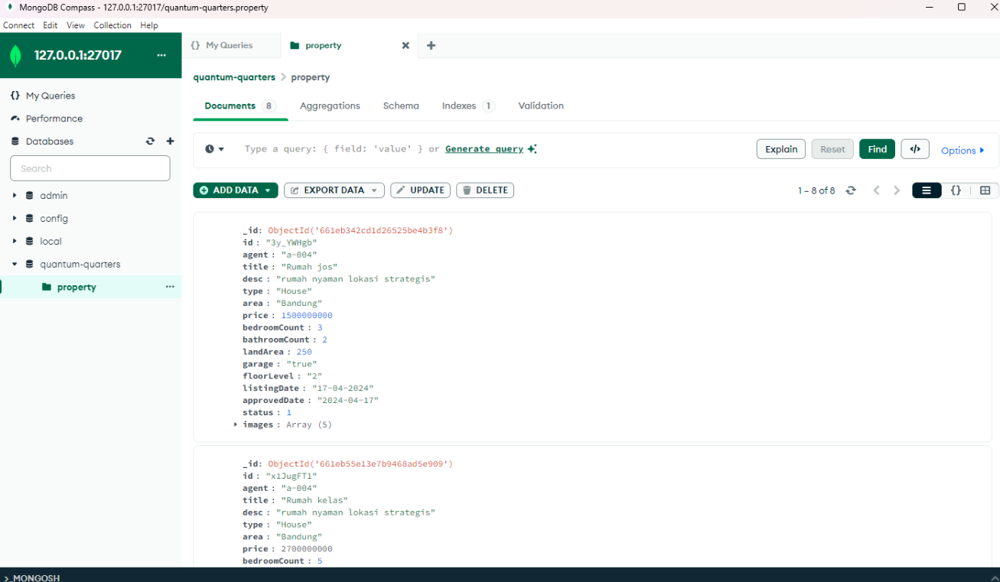 MongoDB Compass - 127.0.0.1:27017/quantum-quarters.property
Connect Edit View Collection Help
127.0.0.1:27017
My Queries
Performance
Databases
Search
admin
config
local
quantum-quarters
property
{} My Queries
property
quantum-quarters > property
Documents 8 Aggregations Schema Indexes 1 Validation
Type a query: { field: 'value' } or Generate query
Explain Reset Find </> Options
ADD DATA EXPORT DATA UPDATE DELETE
1 – 8 of 8
_id: ObjectId('661eb342cd1d26525be4b3f8')
id : "3y_YWHgb"
agent : "a-004"
title : "Rumah jos"
desc : "rumah nyaman lokasi strategis"
type : "House"
area : "Bandung"
price : 1500000000
bedroomCount : 3
bathroomCount : 2
landArea : 250
garage : "true"
floorLevel : "2"
listingDate : "17-04-2024"
approvedDate : "2024-04-17"
status : 1
images : Array (5)
_id: ObjectId('661eb55e13e7b9468ad5e909')
id : "x1JugFT1"
agent : "a-004"
title : "Rumah kelas"
desc : "rumah nyaman lokasi strategis"
type : "House"
area : "Bandung"
price : 2700000000
bedroomCount : 5
>_MONGOSH